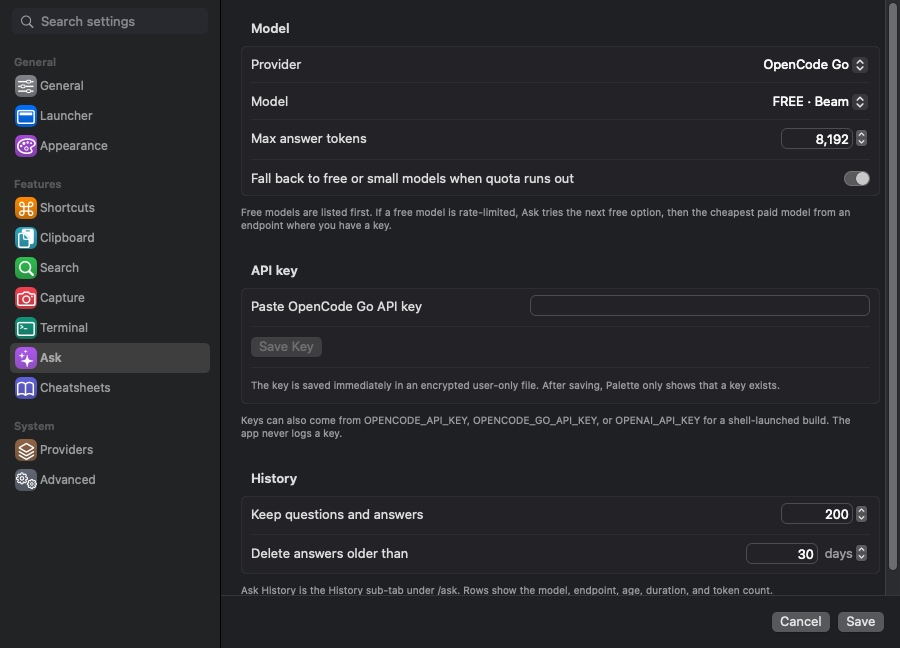 Search settings
General
General
Launcher
Appearance
Features
Shortcuts
Clipboard
Search
Capture
Terminal
Ask
Cheatsheets
System
Providers
Advanced
Model
Provider
OpenCode Go
Model
FREE · Beam
Max answer tokens
8,192
Fall back to free or small models when quota runs out
Free models are listed first. If a free model is rate-limited, Ask tries the next free option, then the cheapest paid model from an
endpoint where you have a key.
API key
Paste OpenCode Go API key
Save Key
The key is saved immediately in an encrypted user-only file. After saving, Palette only shows that a key exists.
Keys can also come from OPENCODE_API_KEY, OPENCODE_GO_API_KEY, or OPENAI_API_KEY for a shell-launched build. The
app never logs a key.
History
Keep questions and answers
200
Delete answers older than
30 days
Ask History is the History sub-tab under /ask. Rows show the model, endpoint, age, duration, and token count.
Cancel
Save